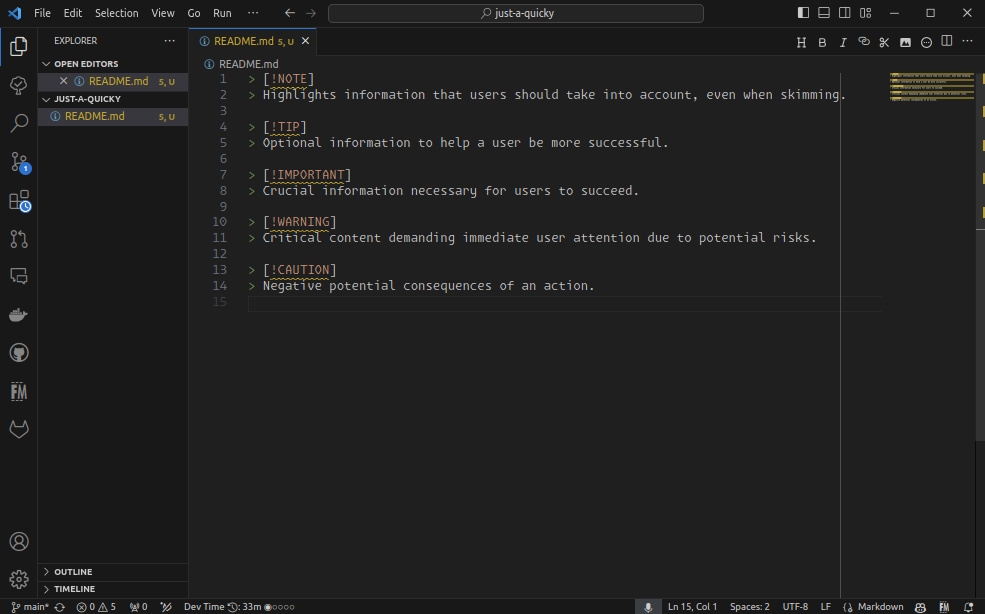 File Edit Selection View Go Run ··· just-a-quicky
EXPLORER ···
OPEN EDITORS
README.md 5, U
JUST-A-QUICKY
README.md 5, U
OUTLINE
TIMELINE
README.md 5, U
H B I ···
README.md
1 > [!NOTE]
2 > Highlights information that users should take into account, even when skimming.
3
4 > [!TIP]
5 > Optional information to help a user be more successful.
6
7 > [!IMPORTANT]
8 > Crucial information necessary for users to succeed.
9
10 > [!WARNING]
11 > Critical content demanding immediate user attention due to potential risks.
12
13 > [!CAUTION]
14 > Negative potential consequences of an action.
15
1
FM
main* 0 5 0 Dev Time : 33m ◉○○○○ Ln 15, Col 1 Spaces: 2 UTF-8 LF Markdown FM